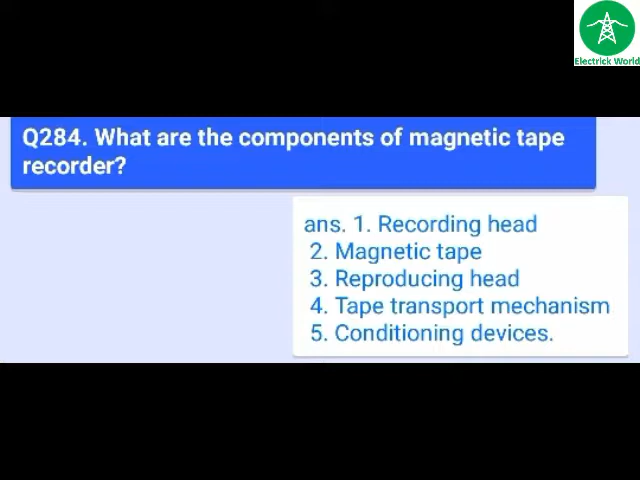 Electrick World
Q284. What are the components of magnetic tape
recorder?
ans. 1. Recording head
2. Magnetic tape
3. Reproducing head
4. Tape transport mechanism
5. Conditioning devices.